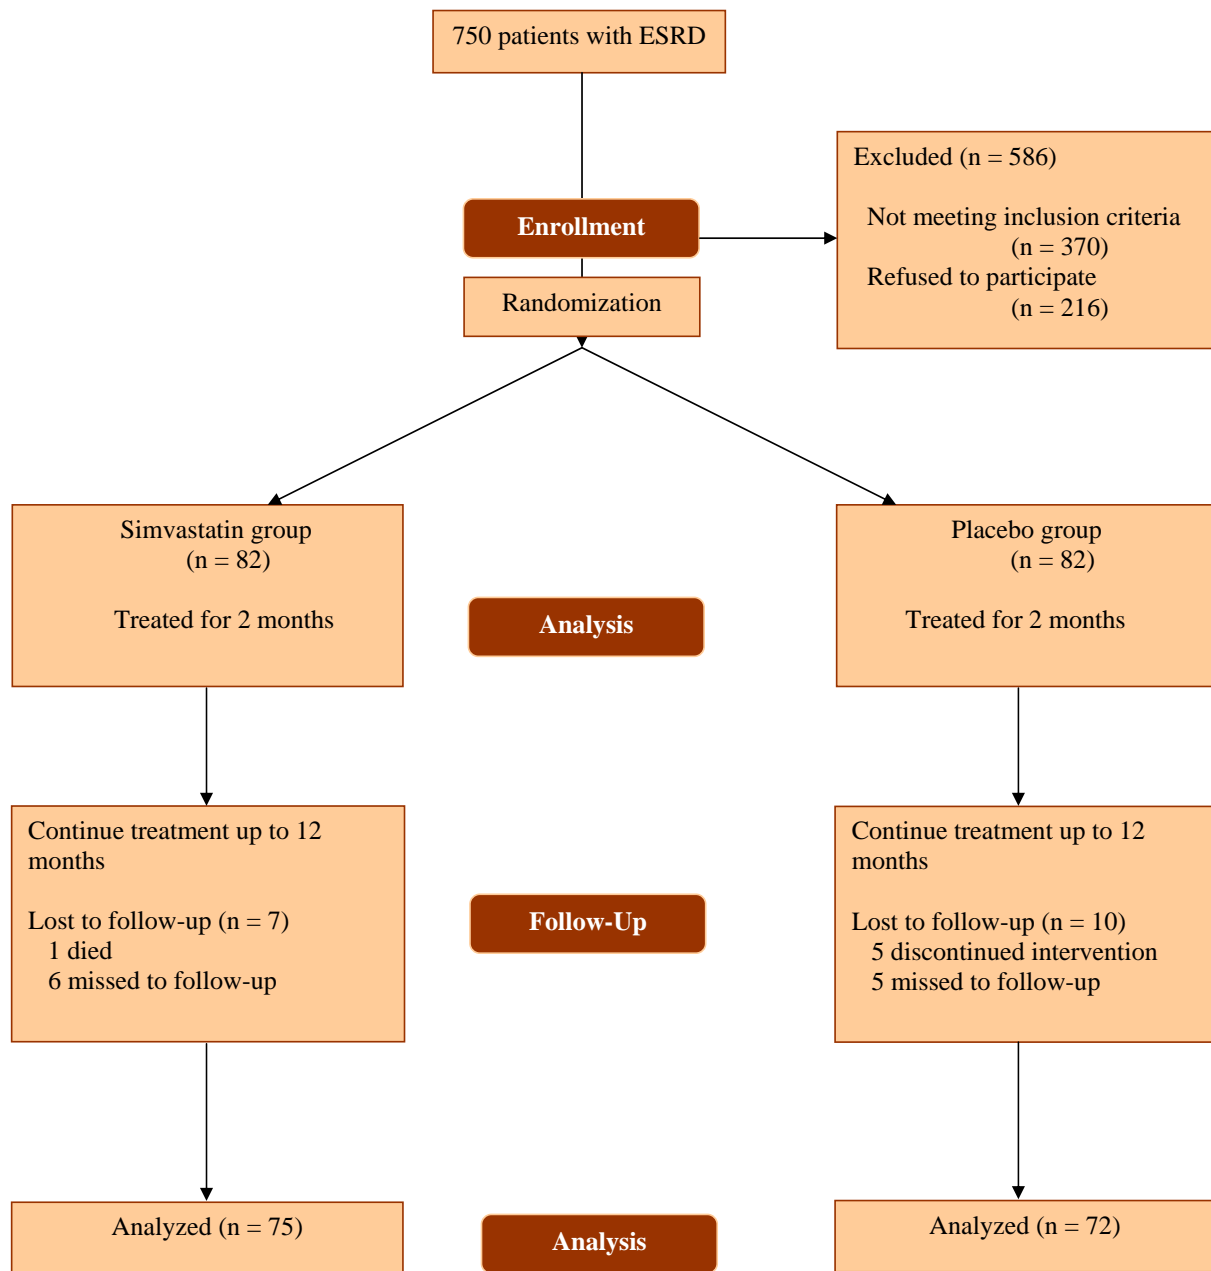 750 patients with ESRD
Excluded (n = 586)
Not meeting inclusion criteria
(n = 370)
Refused to participate
(n = 216)
Enrollment
Randomization
Simvastatin group
(n = 82)
Treated for 2 months
Analysis
Placebo group
(n = 82)
Treated for 2 months
Continue treatment up to 12
months
Lost to follow-up (n = 7)
1 died
6 missed to follow-up
Follow-Up
Continue treatment up to 12
months
Lost to follow-up (n = 10)
5 discontinued intervention
5 missed to follow-up
Analyzed (n = 75)
Analysis
Analyzed (n = 72)